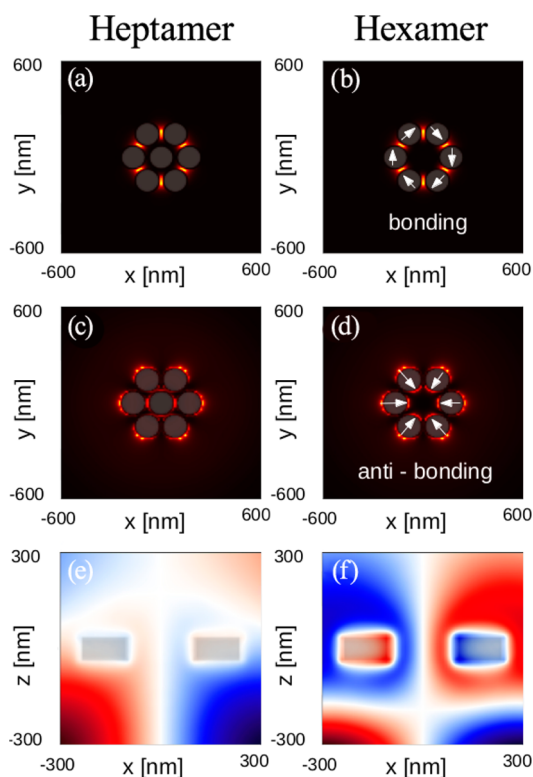 Heptamer Hexamer
600 (a) (b)
y [nm] y [nm]
bonding
-600
-600 600 -600 600
x [nm] x [nm]
600 (c) 600 (d)
y [nm] y [nm]
anti - bonding
-600 -600
-600 600 -600 600
x [nm] x [nm]
300 (e) 300 (f)
z [nm] z [nm]
-300 -300
-300 300 -300 300
x [nm] x [nm]